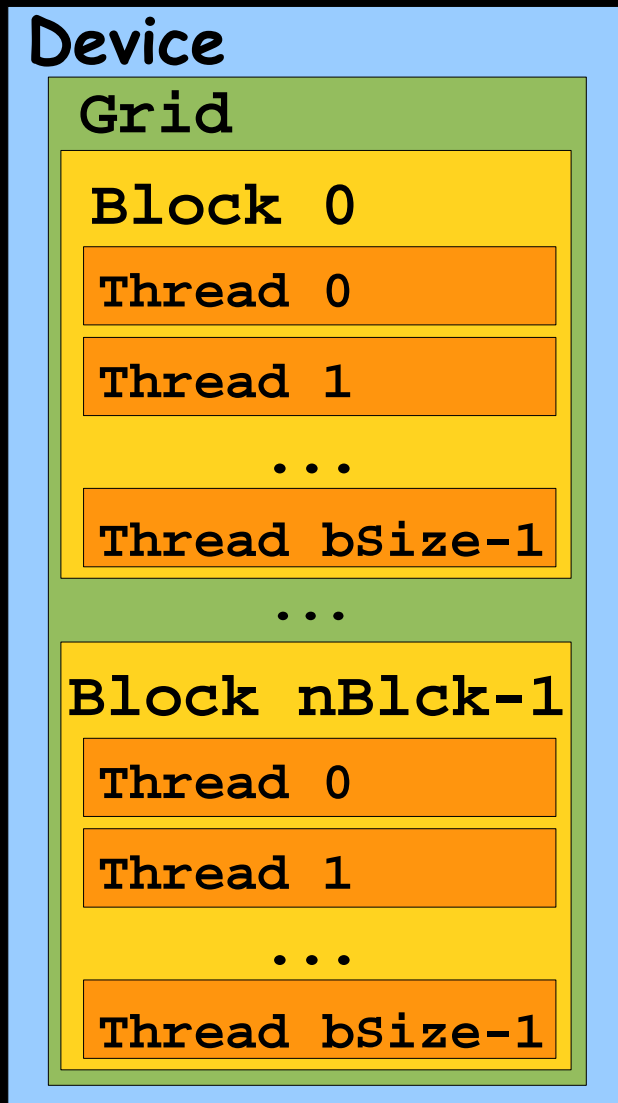 Device
Grid
Block 0
Thread 0
Thread 1
...
Thread bSize-1
...
Block nBlck-1
Thread 0
Thread 1
...
Thread bSize-1